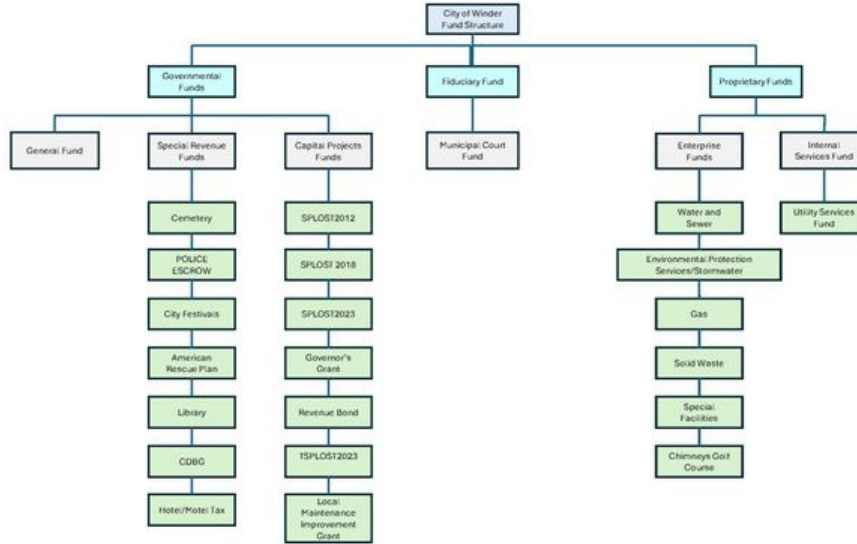 City of Winder
Fund Structure
Governmental
Funds
Fiduciary Fund
Proprietary Funds
General Fund
Special Revenue
Funds
Capital Projects
Funds
Municipal Court
Fund
Enterprise
Funds
Internal
Services Fund
Cemetery
SPLOST2012
Water and
Sewer
Utility Services
Fund
POLICE
ESCROW
SPLOST 2018
Environmental Protection
Services/Stormwater
City Festivals
SPLOST2023
Gas
American
Rescue Plan
Governor's
Grant
Solid Waste
Library
Revenue Bond
Special
Facilities
CDBG
TSPLOST2023
Chimneys Golf
Course
Hotel/Motel Tax
Local
Maintenance
Improvement
Grant